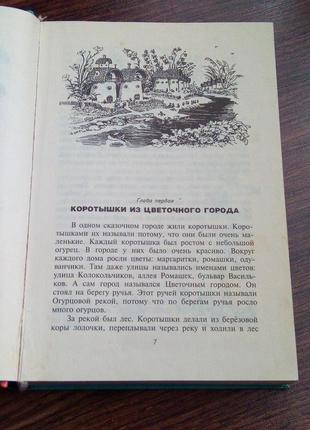 Глава первая
КОРОТЫШКИ ИЗ ЦВЕТОЧНОГО ГОРОДА
В одном сказочном городе жили коротышки. Коро-
тышками их называли потому, что они были очень ма-
ленькие. Каждый коротышка был ростом с небольшой
огурец. В городе у них было очень красиво. Вокруг
каждого дома росли цветы: маргаритки, ромашки, оду-
ванчики. Там даже улицы назывались именами цветов:
улица Колокольчиков, аллея Ромашек, бульвар Василь-
ков. А сам город назывался Цветочным городом. Он
стоял на берегу ручья. Этот ручей коротышки называли
Огурцовой рекой, потому что по берегам ручья росло
много огурцов.
За рекой был лес. Коротышки делали из берёзовой
коры лодочки, переплывали через реку и ходили в лес
7